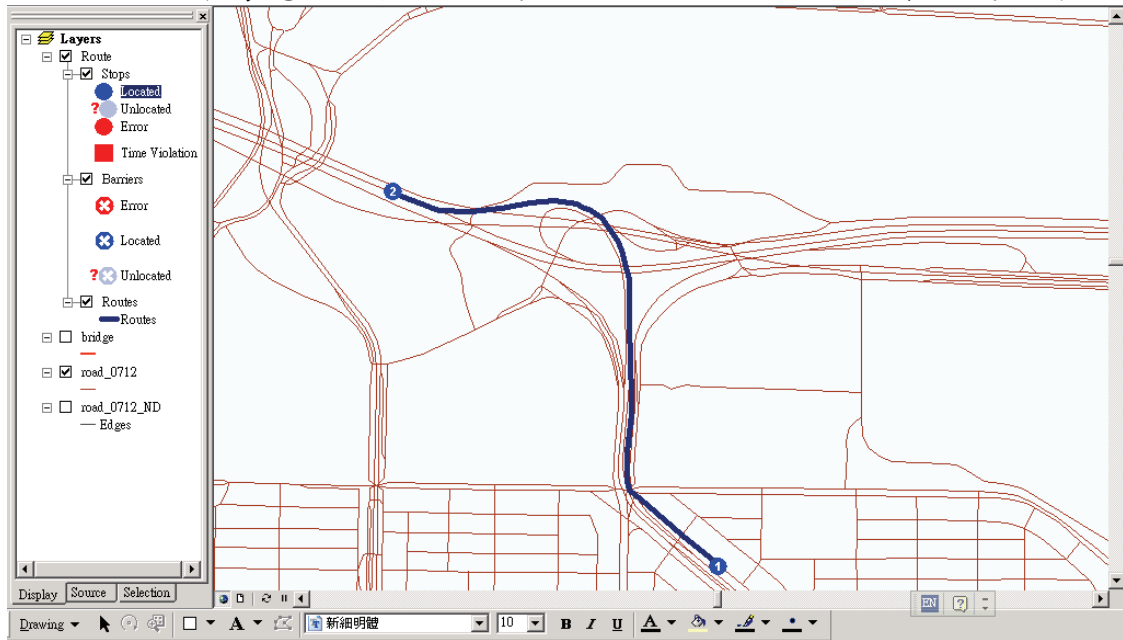 Layers
Route
Stops
Located
? Unlocated
Error
Time Violation
Barriers
Error
Located
? Unlocated
Routes
Routes
bridge
road_0712
road_0712_ND
Edges
2
1
Display Source Selection
EN ?
Drawing A 新細明體 10 B I U A